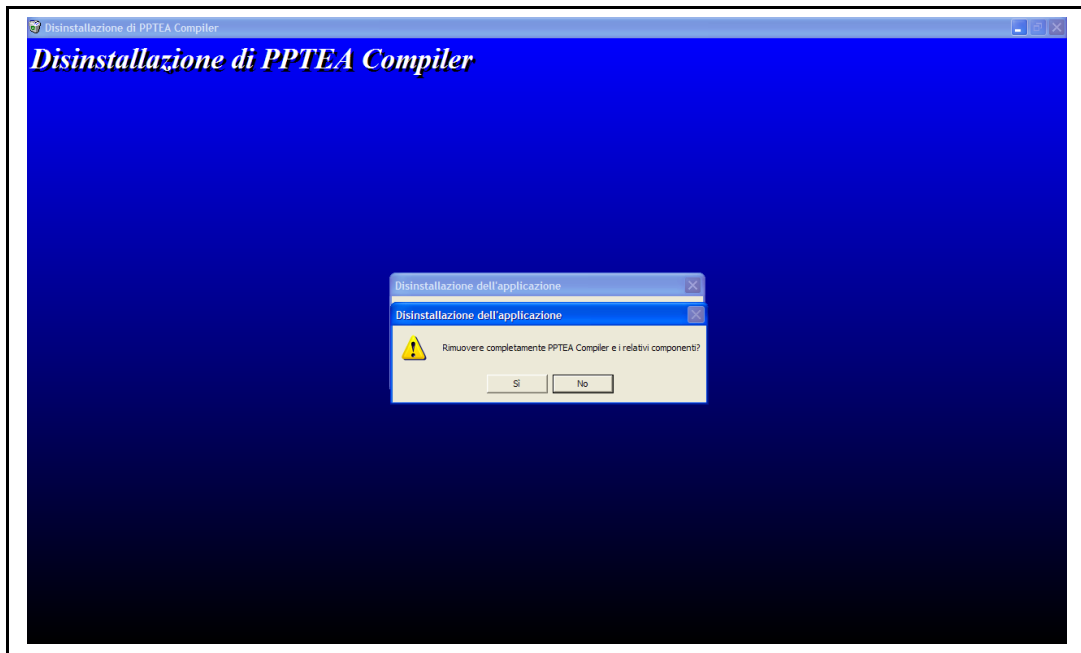 Disinstallazione di PPTEA Compiler
Disinstallazione di PPTEA Compiler
Disinstallazione dell'applicazione
Disinstallazione dell'applicazione
Rimuovere completamente PPTEA Compiler e i relativi componenti?
Sì
No